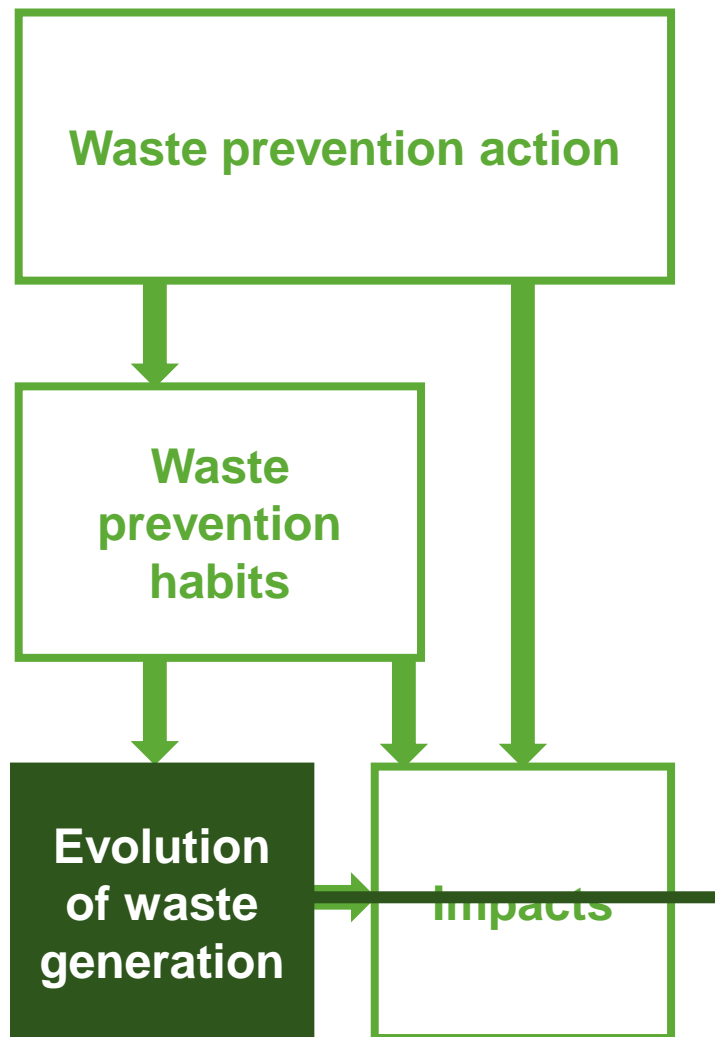 Waste prevention action
Waste
prevention
habits
Evolution
of waste
generation
Impacts